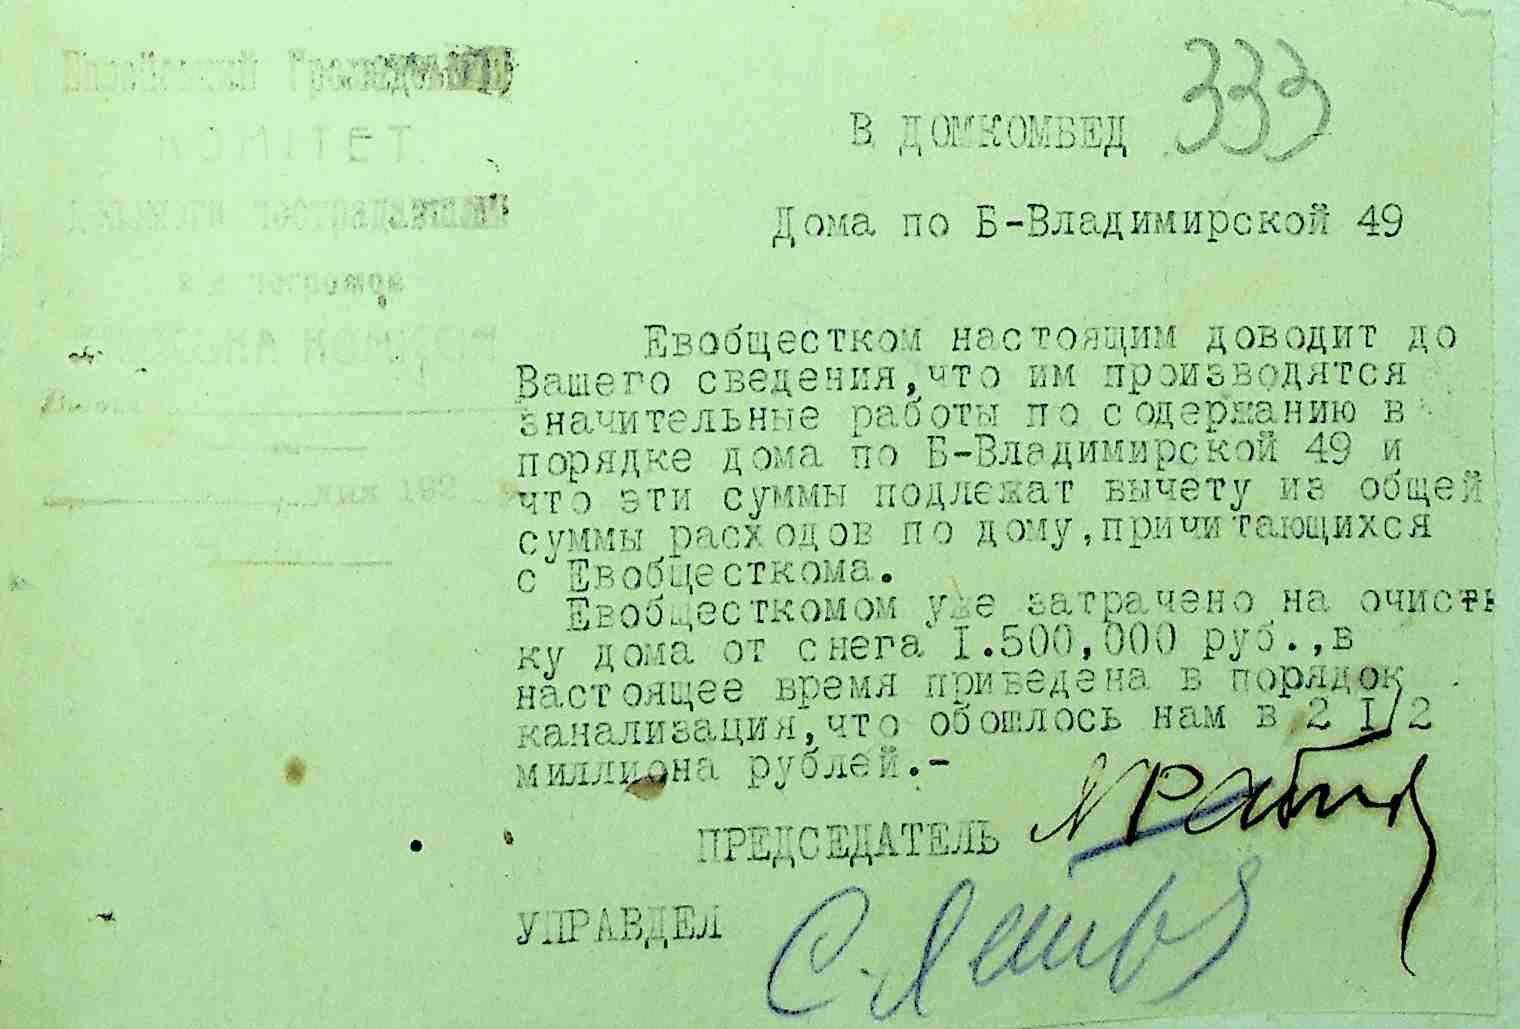 333
В ДОМКОМБЕД
Дома по Б-Владимирской 49
Евобществком настоящим доводит до
Вашего сведения,что им производятся
значительные работы по содержанию в
порядке дома по Б-Владимирской 49 и
что эти суммы подлежат вычету из общей
суммы расходов по дому,причитающихся
с Евобщесткома.
Евобщесткомом уже затрачено на очист-
ку дома от снега I.500,000 руб.,в
настоящее время приведена в порядок
канализация,что обошлось нам в 2 I/2
миллиона рублей.-
ПРЕДСЕДАТЕЛЬ
УПРАВДЕЛ